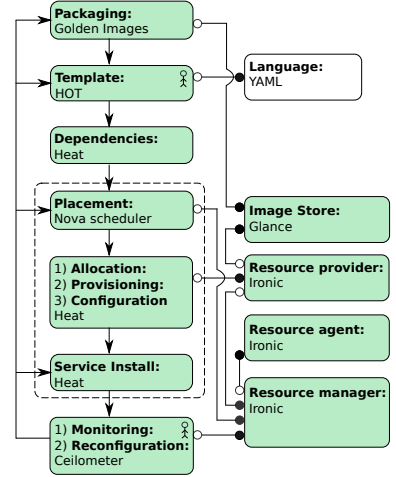 Packaging:
Golden Images
Template:
HOT
Language:
YAML
Dependencies:
Heat
Placement:
Nova scheduler
Image Store:
Glance
1) Allocation:
2) Provisioning:
3) Configuration
Heat
Resource provider:
Ironic
Resource agent:
Ironic
Service Install:
Heat
Resource manager:
Ironic
1) Monitoring:
2) Reconfiguration:
Ceilometer